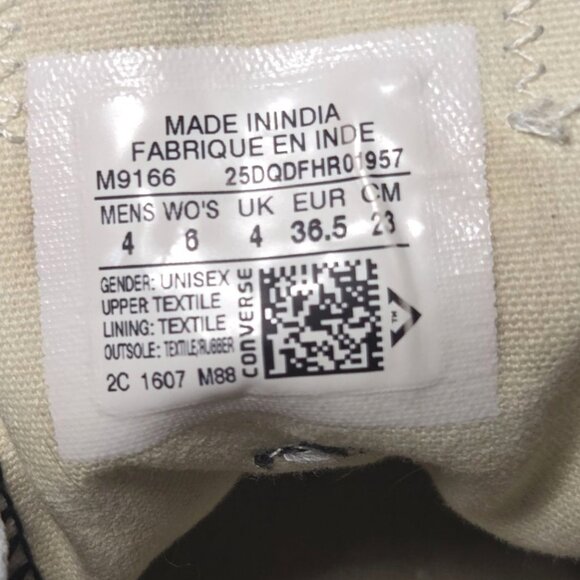 MADE ININDIA
FABRIQUE EN INDE
M9166 25DQDFHR01957
MENS WO'S UK EUR CM
4 6 4 36.5 23
GENDER: UNISEX
UPPER TEXTILE
LINING: TEXTILE
OUTSOLE: TEXTILE/RUBBER
2C 1607 M88
CONVERSE
TM